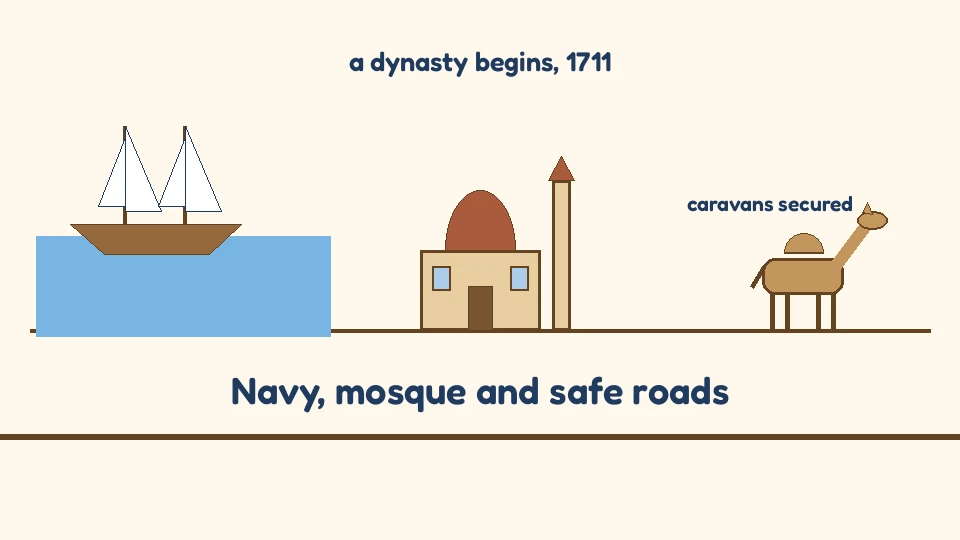 a dynasty begins, 1711
caravans secured
Navy, mosque and safe roads